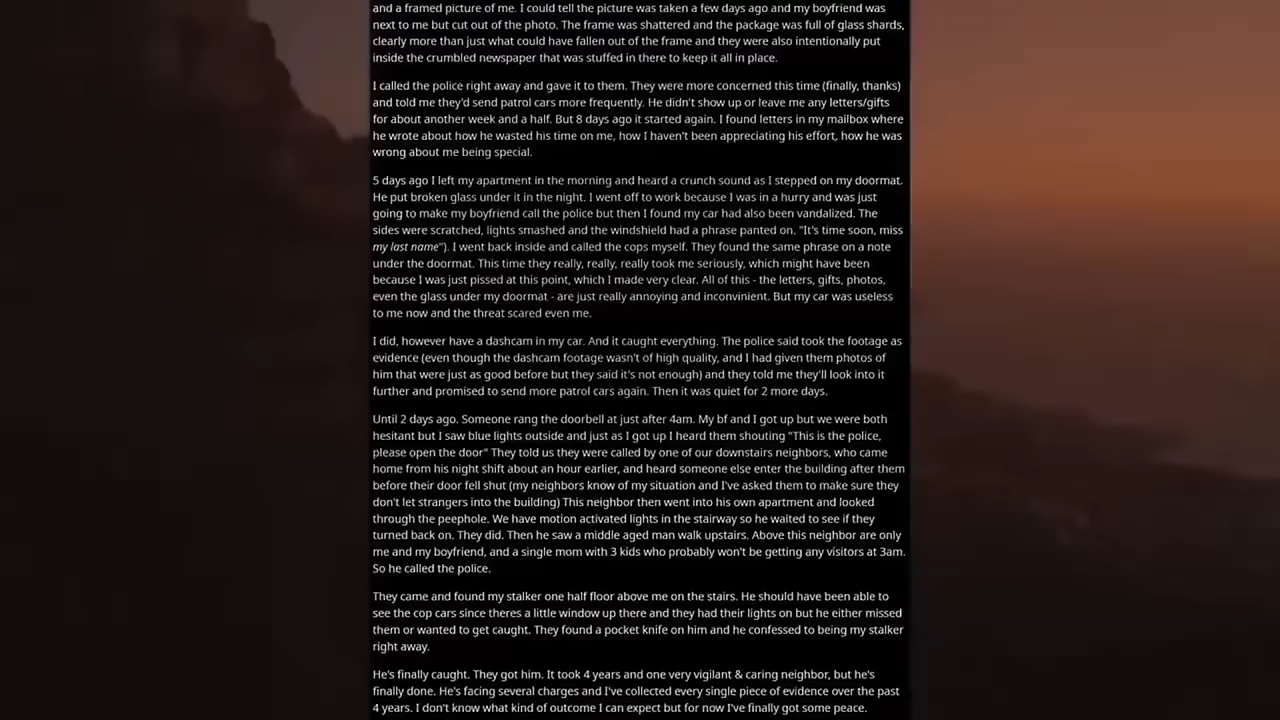 and a framed picture of me. I could tell the picture was taken a few days ago and my boyfriend was
next to me but cut out of the photo. The frame was shattered and the package was full of glass shards,
clearly more than just what could have fallen out of the frame and they were also intentionally put
inside the crumbled newspaper that was stuffed in there to keep it all in place.
I called the police right away and gave it to them. They were more concerned this time (finally, thanks)
and told me they'd send patrol cars more frequently. He didn't show up or leave me any letters/gifts
for about another week and a half. But 8 days ago it started again. I found letters in my mailbox where
he wrote about how he wasted his time on me, how I haven't been appreciating his effort, how he was
wrong about me being special.
5 days ago I left my apartment in the morning and heard a crunch sound as I stepped on my doormat.
He put broken glass under it in the night. I went off to work because I was in a hurry and was just
going to make my boyfriend call the police but then I found my car had also been vandalized. The
sides were scratched, lights smashed and the windshield had a phrase panted on. "It's time soon, miss
my last name"). I went back inside and called the cops myself. They found the same phrase on a note
under the doormat. This time they really, really, really took me seriously, which might have been
because I was just pissed at this point, which I made very clear. All of this - the letters, gifts, photos,
even the glass under my doormat - are just really annoying and inconvinient. But my car was useless
to me now and the threat scared even me.
I did, however have a dashcam in my car. And it caught everything. The police said took the footage as
evidence (even though the dashcam footage wasn't of high quality, and I had given them photos of
him that were just as good before but they said it's not enough) and they told me they'll look into it
further and promised to send more patrol cars again. Then it was quiet for 2 more days.
Until 2 days ago. Someone rang the doorbell at just after 4am. My bf and I got up but we were both
hesitant but I saw blue lights outside and just as I got up I heard them shouting "This is the police,
please open the door" They told us they were called by one of our downstairs neighbors, who came
home from his night shift about an hour earlier, and heard someone else enter the building after them
before their door fell shut (my neighbors know of my situation and I've asked them to make sure they
don't let strangers into the building) This neighbor then went into his own apartment and looked
through the peephole. We have motion activated lights in the stairway so he waited to see if they
turned back on. They did. Then he saw a middle aged man walk upstairs. Above this neighbor are only
me and my boyfriend, and a single mom with 3 kids who probably won't be getting any visitors at 3am.
So he called the police.
They came and found my stalker one half floor above me on the stairs. He should have been able to
see the cop cars since theres a little window up there and they had their lights on but he either missed
them or wanted to get caught. They found a pocket knife on him and he confessed to being my stalker
right away.
He's finally caught. They got him. It took 4 years and one very vigilant & caring neighbor, but he's
finally done. He's facing several charges and I've collected every single piece of evidence over the past
4 years. I don't know what kind of outcome I can expect but for now I've finally got some peace.